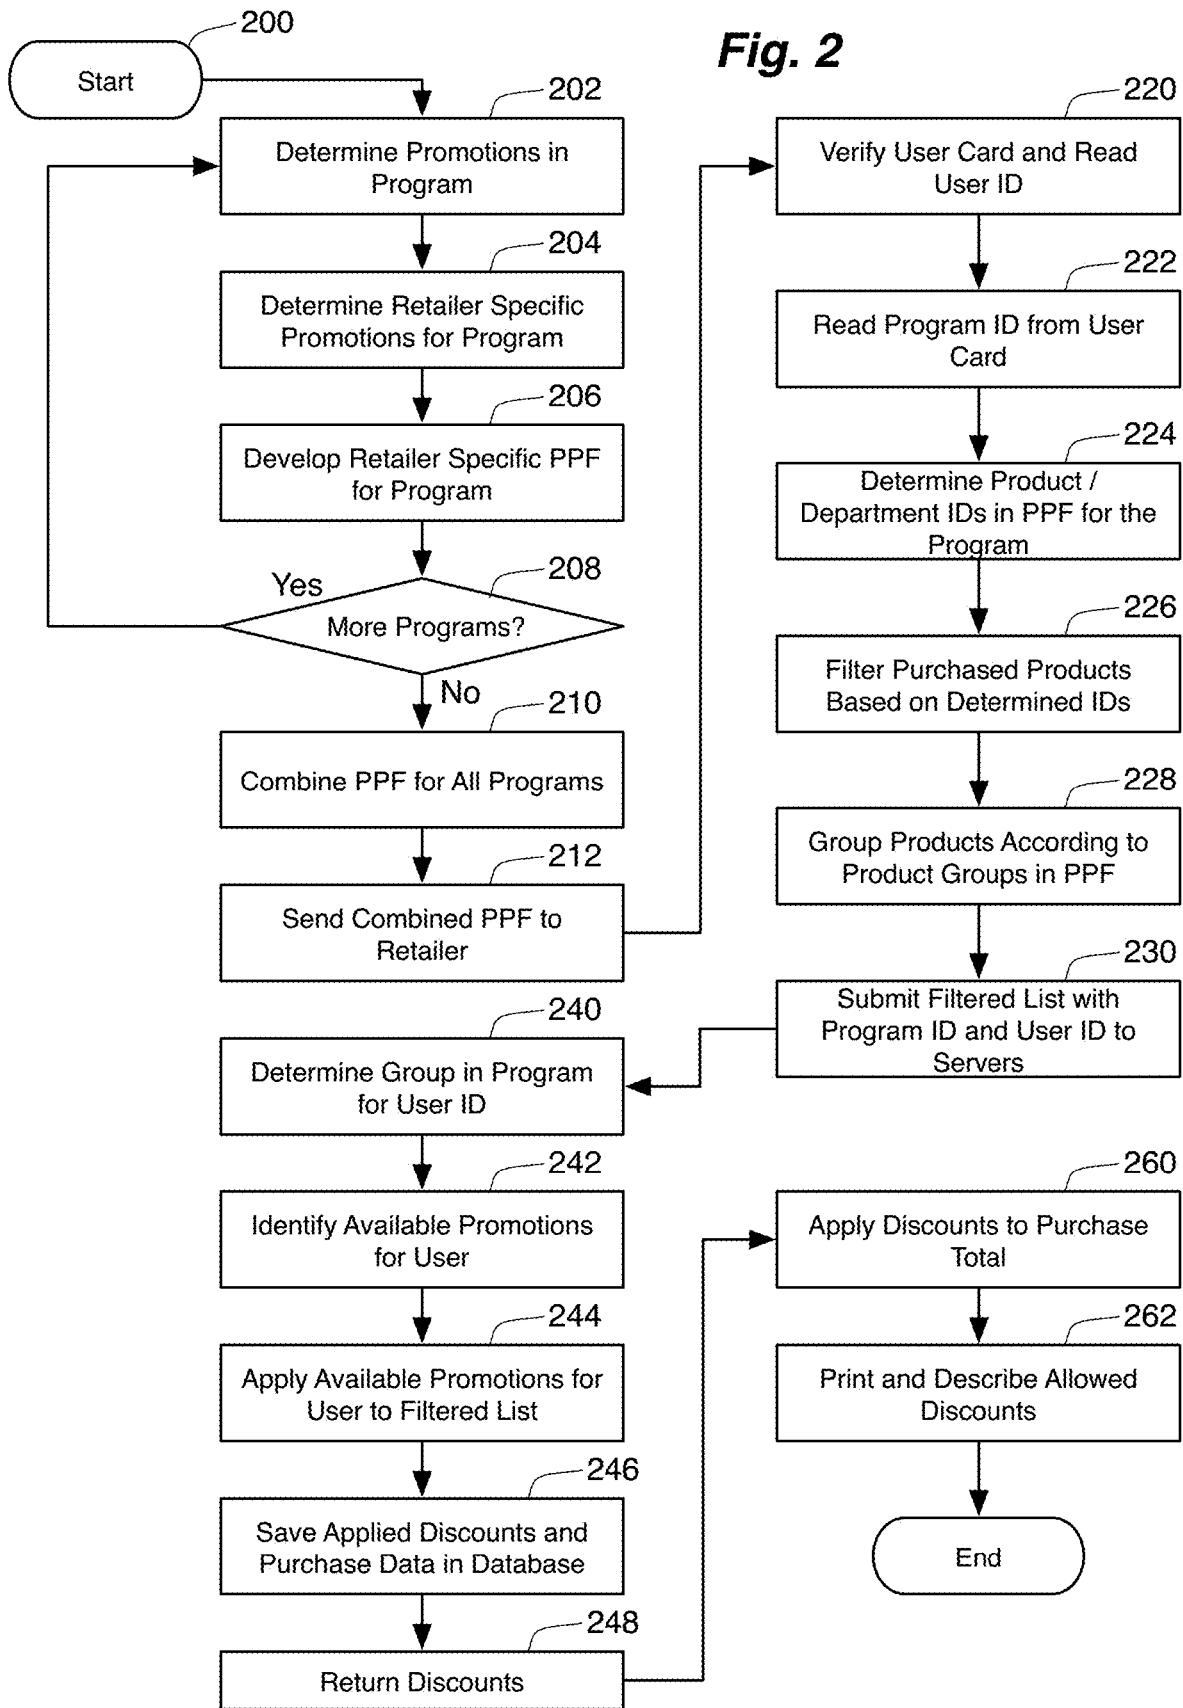 Fig. 2
200
Start
202
Determine Promotions in
Program
204
Determine Retailer Specific
Promotions for Program
206
Develop Retailer Specific PPF
for Program
208
Yes
More Programs?
No
210
Combine PPF for All Programs
212
Send Combined PPF to
Retailer
220
Verify User Card and Read
User ID
222
Read Program ID from User
Card
224
Determine Product /
Department IDs in PPF for the
Program
226
Filter Purchased Products
Based on Determined IDs
228
Group Products According to
Product Groups in PPF
230
Submit Filtered List with
Program ID and User ID to
Servers
240
Determine Group in Program
for User ID
242
Identify Available Promotions
for User
244
Apply Available Promotions for
User to Filtered List
246
Save Applied Discounts and
Purchase Data in Database
248
Return Discounts
260
Apply Discounts to Purchase
Total
262
Print and Describe Allowed
Discounts
End